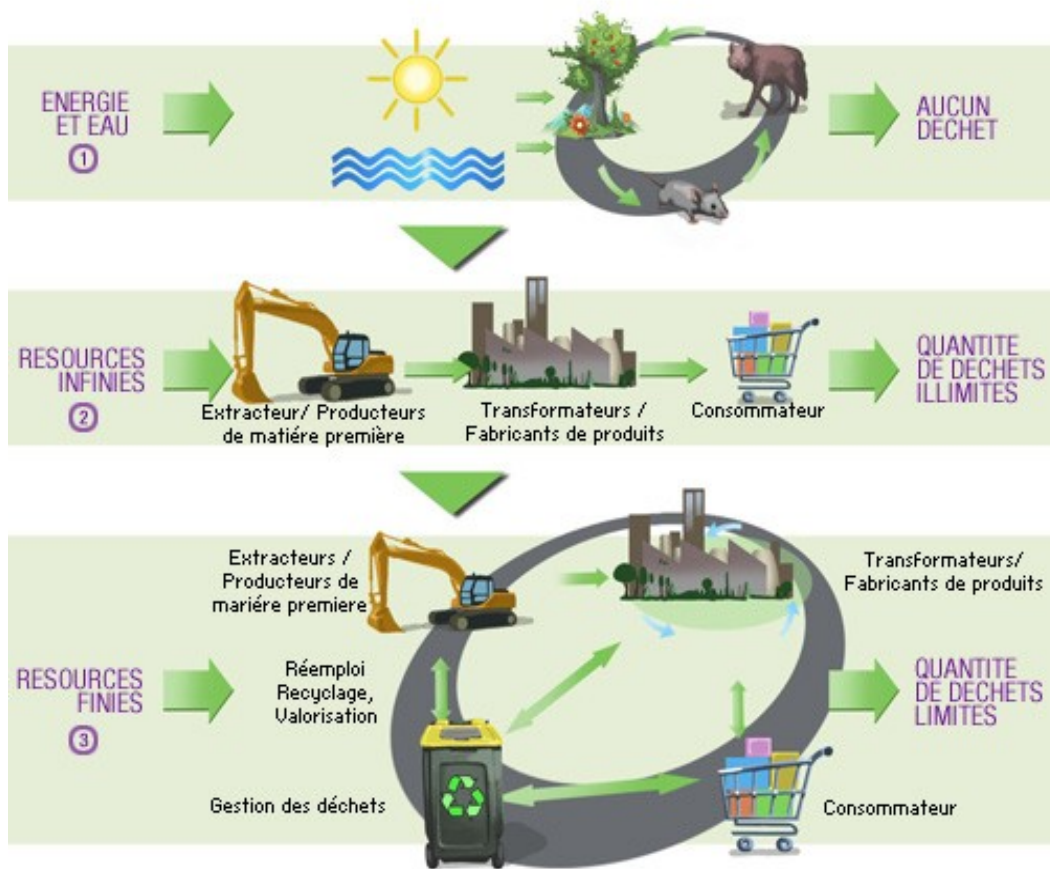 ENERGIE
ET EAU
1
AUCUN
DECHET
RESOURCES
INFINIES
2
Extracteur/ Producteurs
de matiére première
Transformateurs /
Fabricants de produits
Consommateur
QUANTITE
DE DECHETS
ILLIMITES
Extracteurs /
Producteurs de
mariére premiere
Transformateurs/
Fabricants de produits
RESOURCES
FINIES
3
Réemploi
Recyclage,
Valorisation
QUANTITE
DE DECHETS
LIMITES
Gestion des déchets
Consommateur